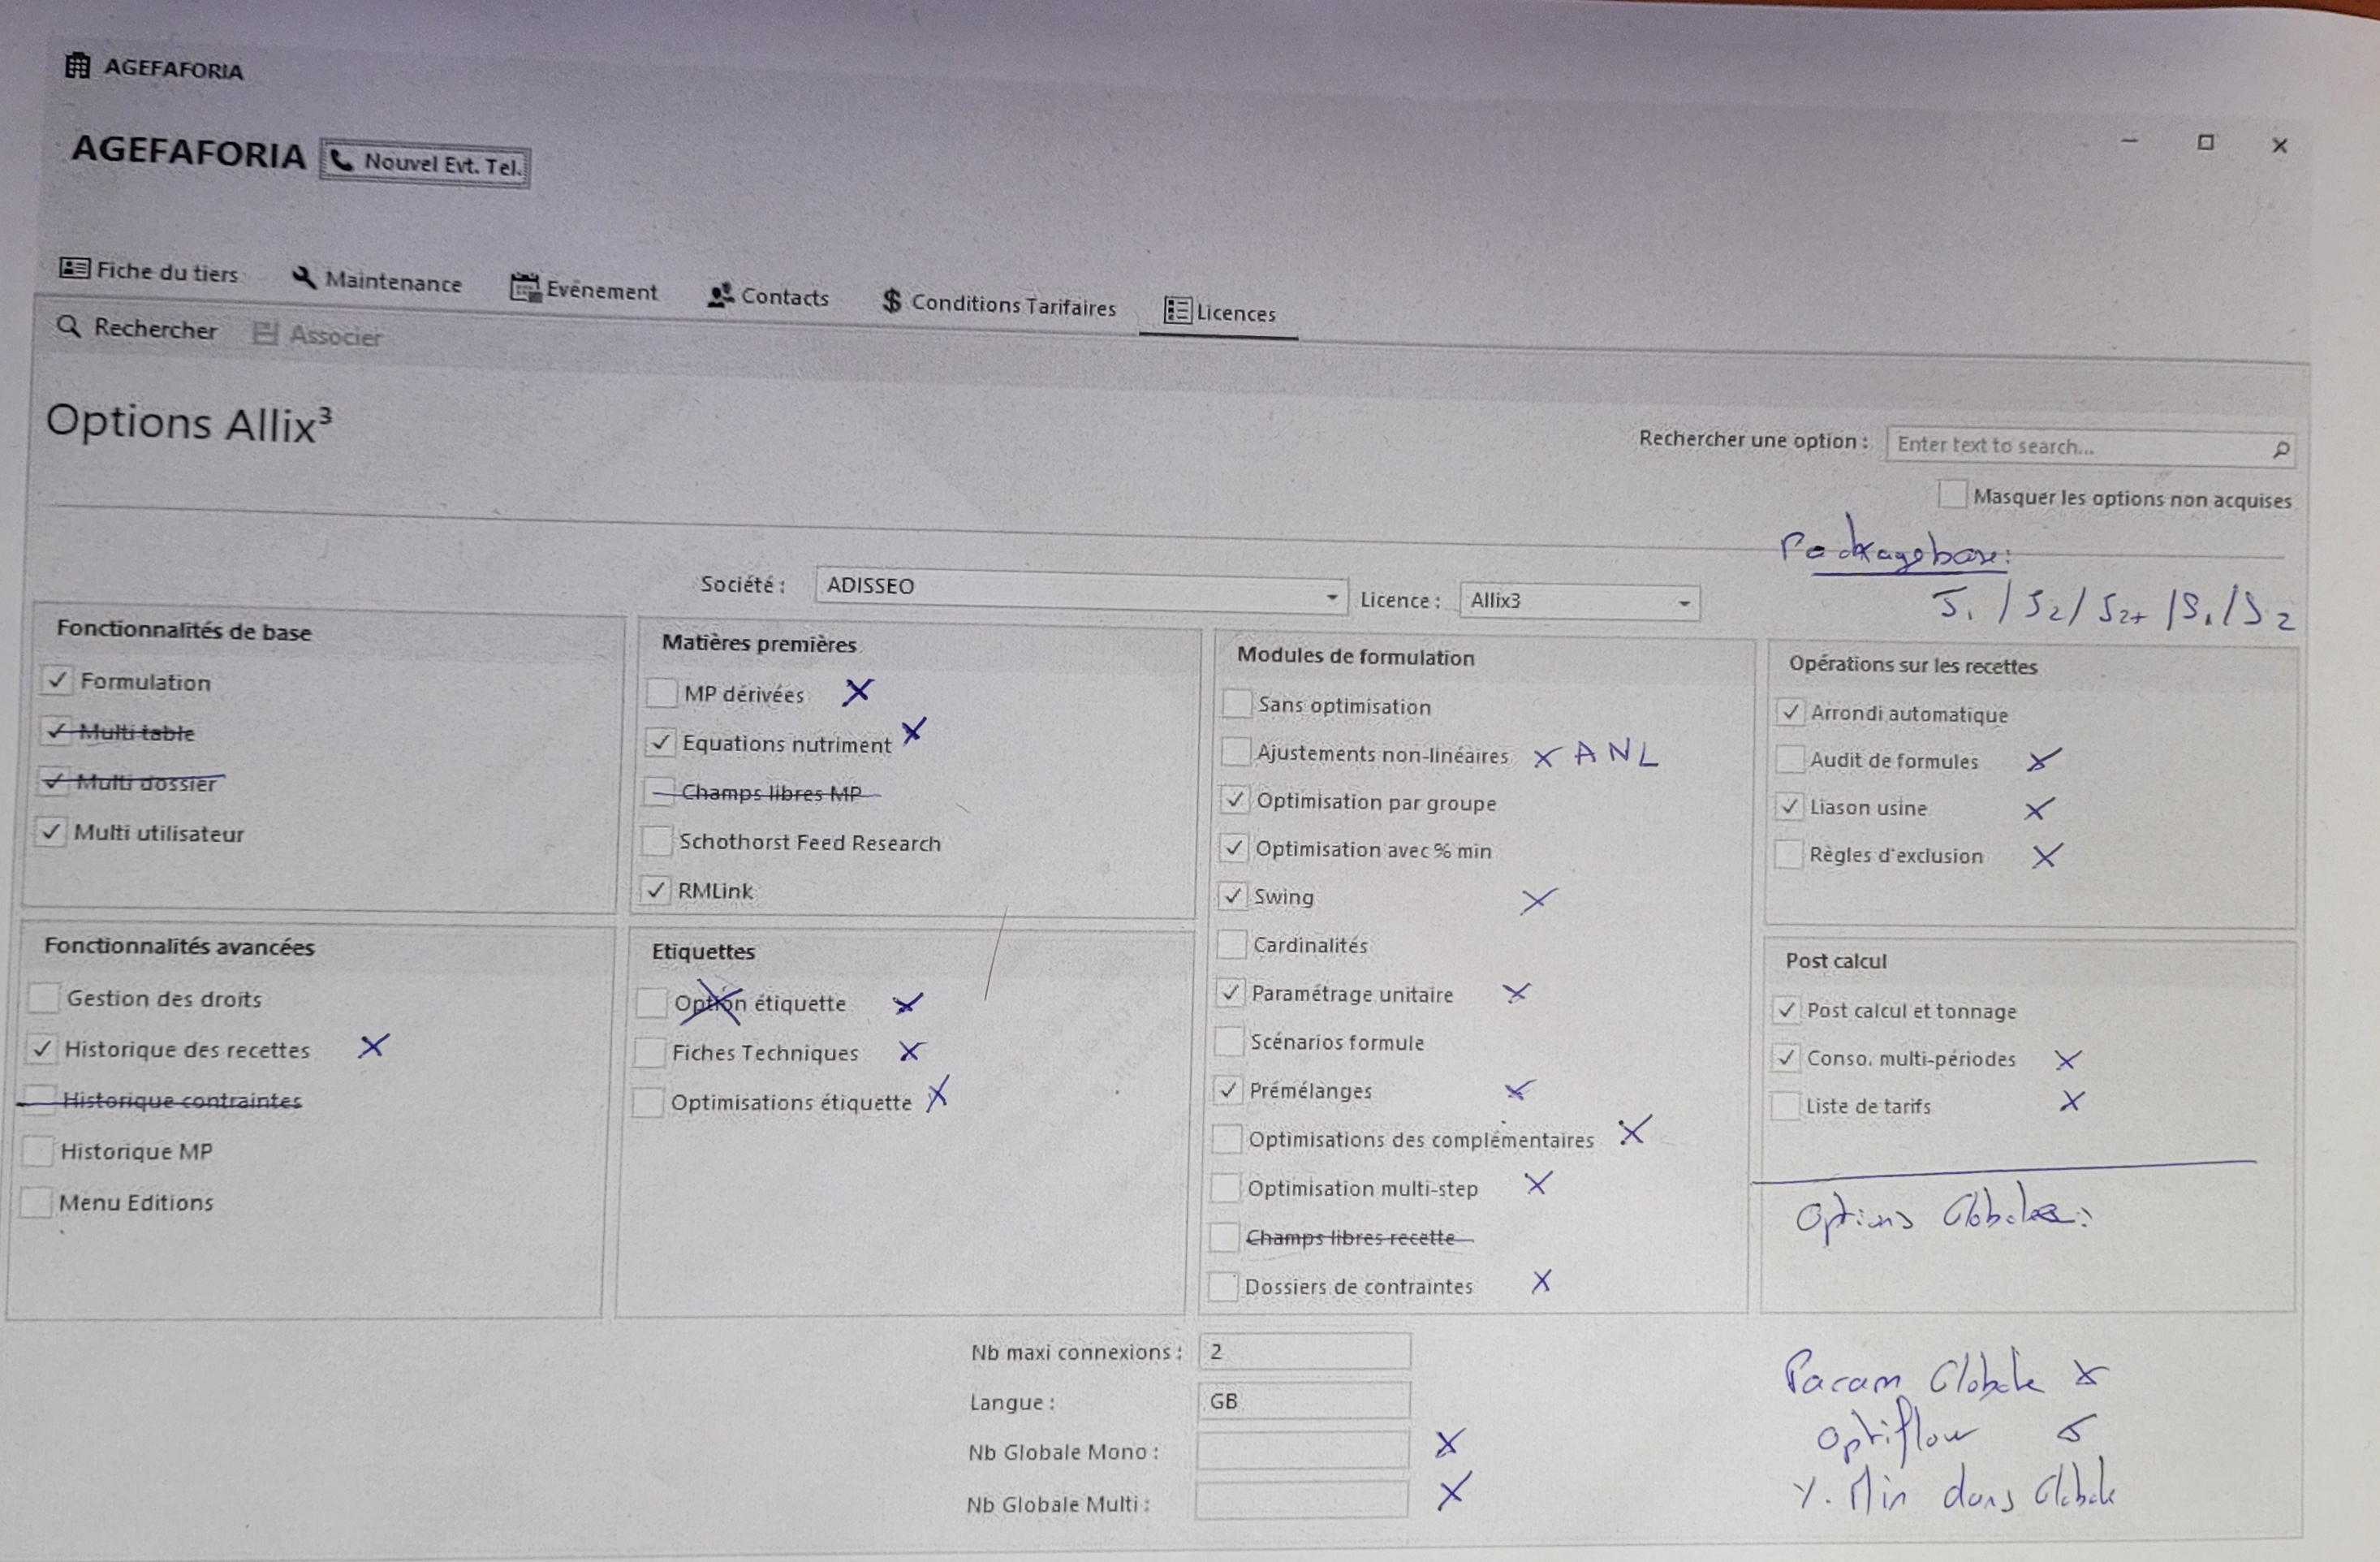 AGEFAFORIA
AGEFAFORIA Nouvel Evt. Tel.
Fiche du tiers Maintenance Evénement Contacts Conditions Tarifaires Licences
Rechercher Associer
Options Allix³
Rechercher une option : Enter text to search...
Masquer les options non acquises
Package base:
S1 / S2 / S2+ / S1 / S2
Société : ADISSEO Licence : Allix3
Fonctionnalités de base
Formulation
Multi table
Multi dossier
Multi utilisateur
Matières premières
MP dérivées X
Equations nutriment X
Champs libres MP
Schothorst Feed Research
RMLink
Modules de formulation
Sans optimisation
Ajustements non-linéaires X ANL
Optimisation par groupe
Optimisation avec % min
Swing X
Cardinalités
Paramétrage unitaire X
Scénarios formule
Prémélanges X
Optimisations des complémentaires X
Optimisation multi-step X
Champs libres recette
Dossiers de contraintes X
Opérations sur les recettes
Arrondi automatique
Audit de formules X
Liason usine X
Règles d'exclusion X
Fonctionnalités avancées
Gestion des droits
Historique des recettes X
Historique contraintes
Historique MP
Menu Editions
Etiquettes
Option étiquette X
Fiches Techniques X
Optimisations étiquette X
Post calcul
Post calcul et tonnage
Conso. multi-périodes X
Liste de tarifs X
Options Globales:
Nb maxi connexions : 2
Langue : GB
Nb Globale Mono : X
Nb Globale Multi : X
Param Globale X
Optiflow
Min dans Globale